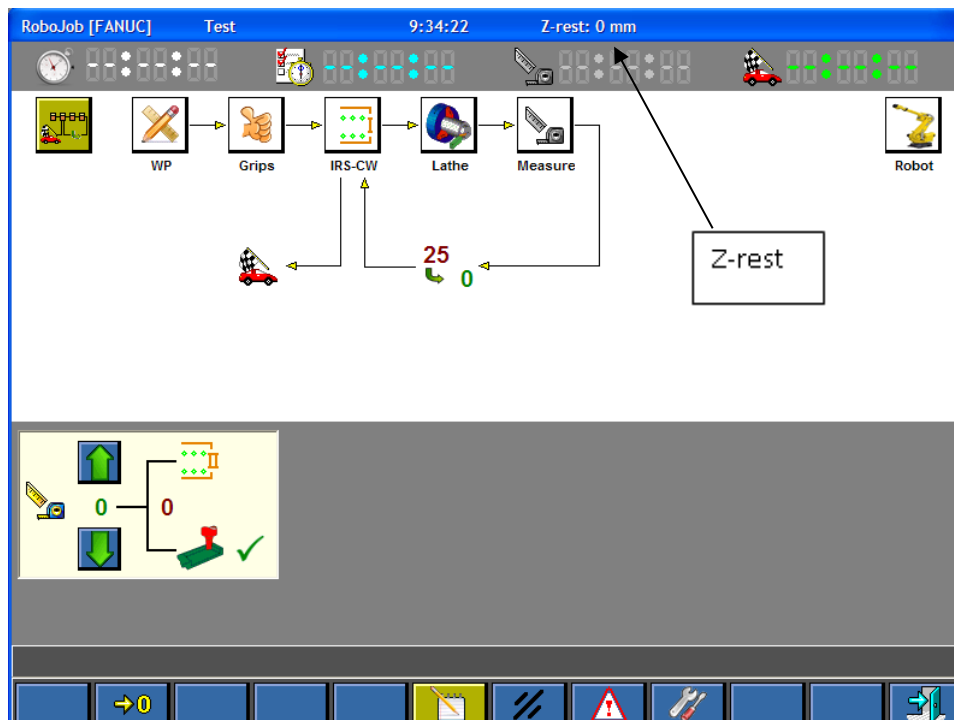 RoboJob [FANUC] Test 9:34:22 Z-rest: 0 mm
--:--:-- --:--:-- --:--:-- --:--:--
WP Grips IRS-CW Lathe Measure Robot
Z-rest
25
0
0 0
→0